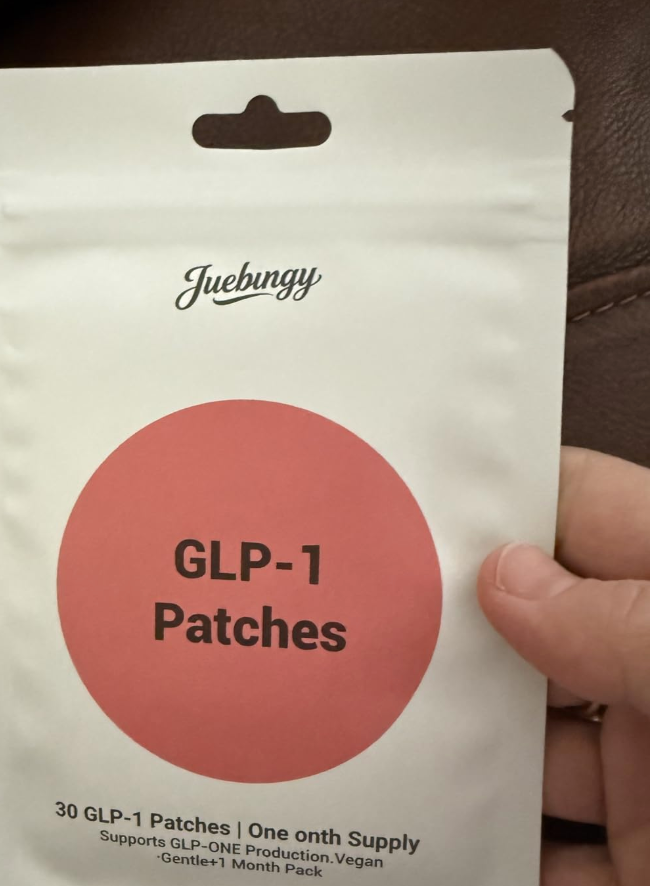 Juebingy
GLP-1
Patches
30 GLP-1 Patches | One onth Supply
Supports GLP-ONE Production.Vegan
·Gentle+1 Month Pack